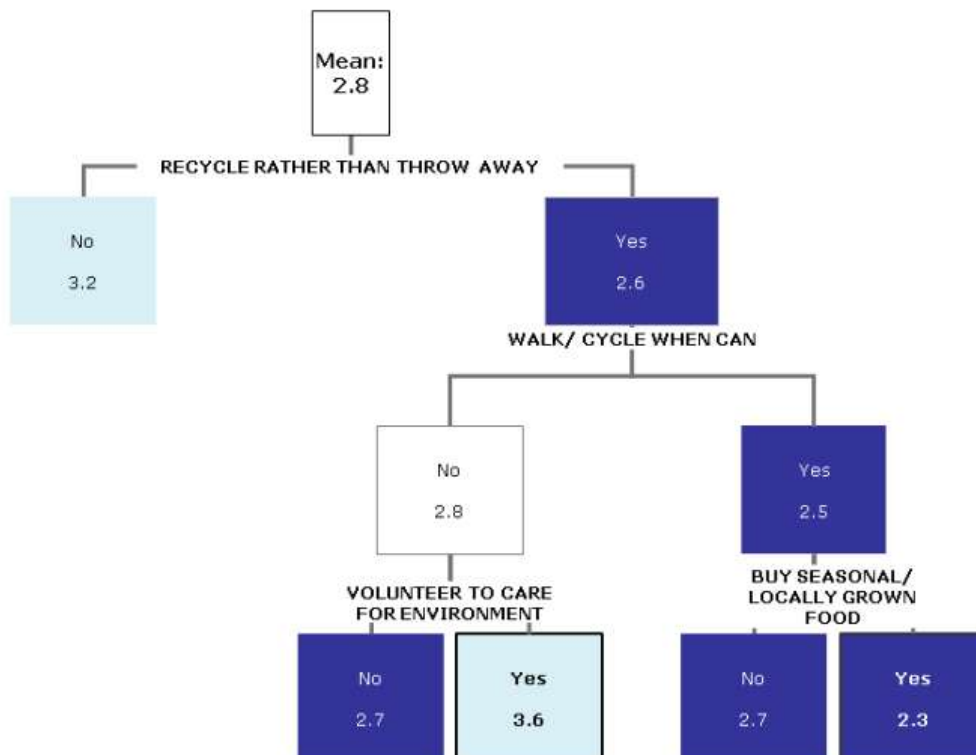 Mean:
2.8
RECYCLE RATHER THAN THROW AWAY
No
3.2
Yes
2.6
WALK/ CYCLE WHEN CAN
No
2.8
Yes
2.5
VOLUNTEER TO CARE
FOR ENVIRONMENT
BUY SEASONAL/
LOCALLY GROWN
FOOD
No
2.7
Yes
3.6
No
2.7
Yes
2.3